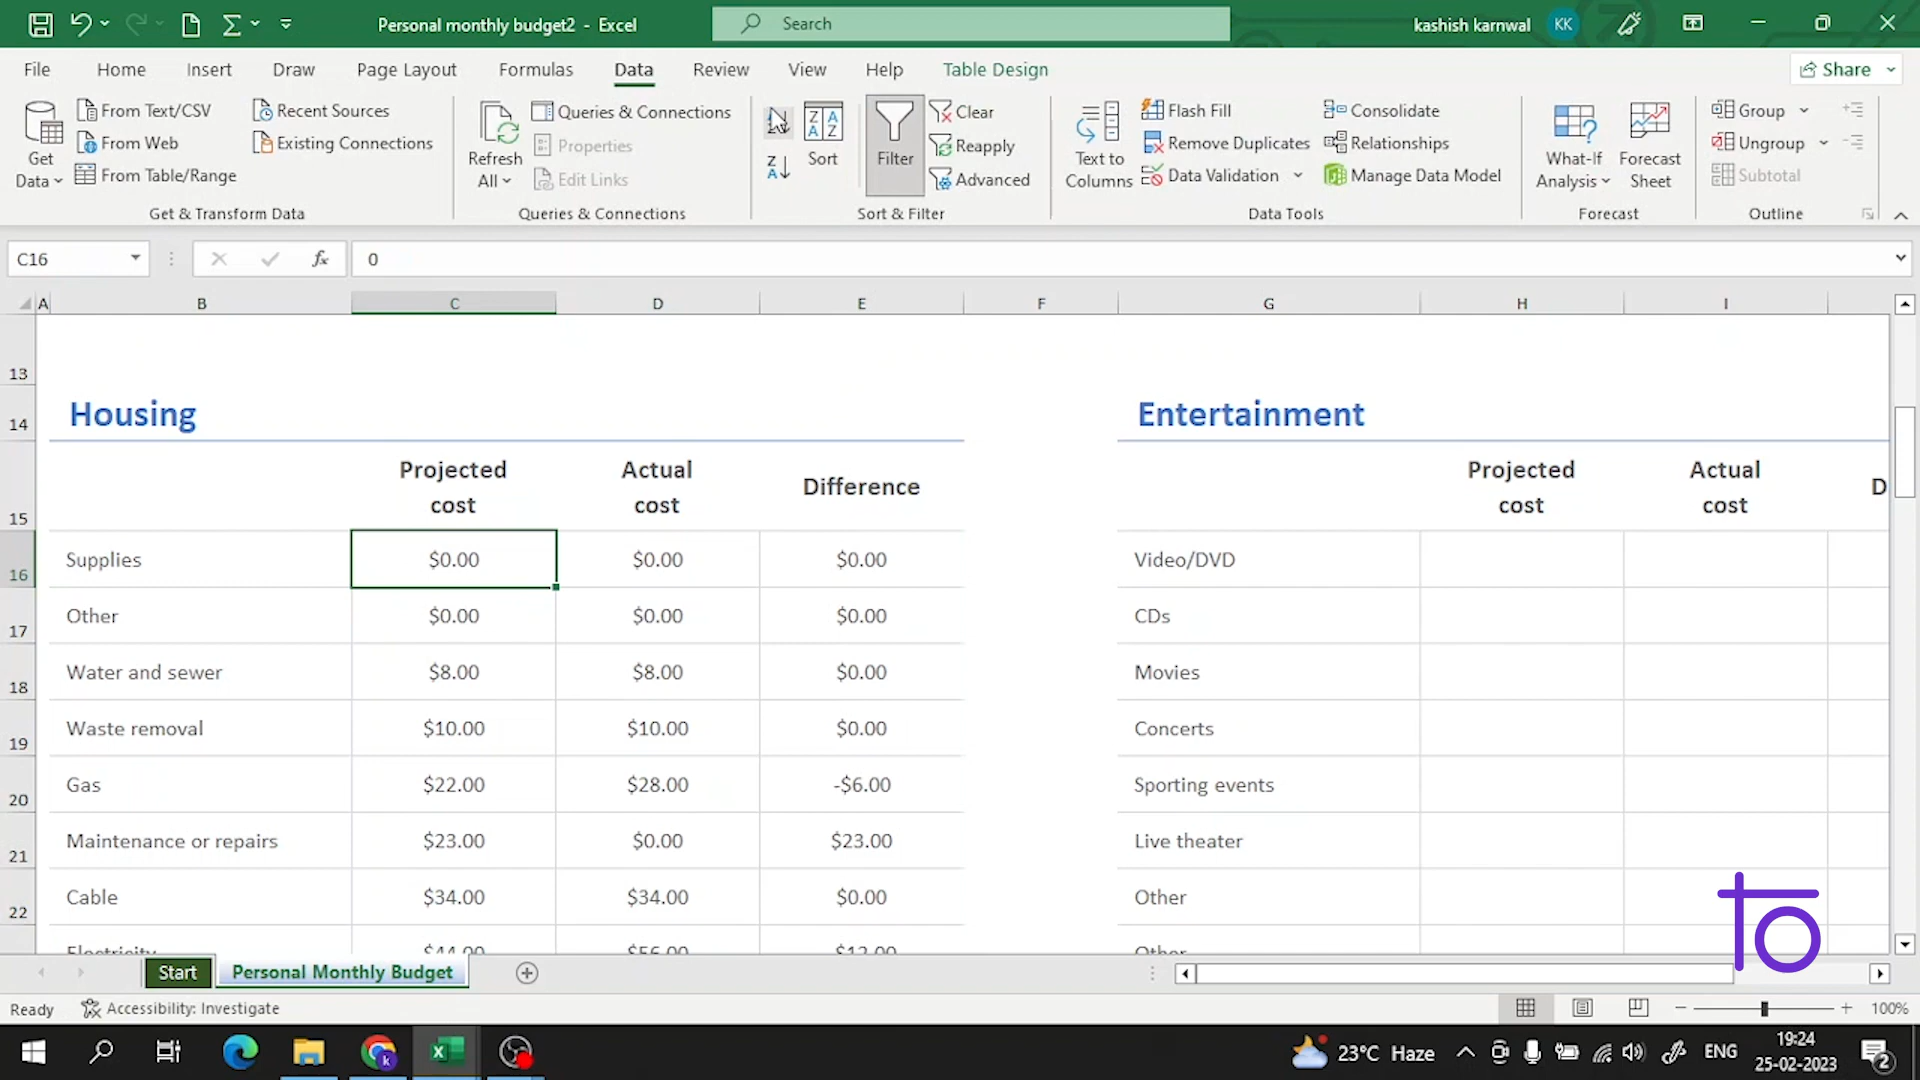 Personal monthly budget2 - Excel
Search
kashish karnwal
KK
File
Home
Insert
Draw
Page Layout
Formulas
Data
Review
View
Help
Table Design
Share
Get
Data
From Text/CSV
From Web
From Table/Range
Recent Sources
Existing Connections
Get & Transform Data
Refresh
All
Queries & Connections
Properties
Edit Links
Queries & Connections
Sort
Filter
Clear
Reapply
Advanced
Sort & Filter
Text to
Columns
Flash Fill
Remove Duplicates
Data Validation
Consolidate
Relationships
Manage Data Model
Data Tools
What-If
Analysis
Forecast
Sheet
Forecast
Group
Ungroup
Subtotal
Outline
C16
fx
0
A B C D E F G H I
13
14 Housing Entertainment
Projected Actual Difference Projected Actual D
15 cost cost cost cost
16 Supplies $0.00 $0.00 $0.00 Video/DVD
17 Other $0.00 $0.00 $0.00 CDs
18 Water and sewer $8.00 $8.00 $0.00 Movies
19 Waste removal $10.00 $10.00 $0.00 Concerts
20 Gas $22.00 $28.00 -$6.00 Sporting events
21 Maintenance or repairs $23.00 $0.00 $23.00 Live theater
22 Cable $34.00 $34.00 $0.00 Other
Electricity $44.00 $56.00 Other
Start
Personal Monthly Budget
Ready
Accessibility: Investigate
100%
23°C Haze
ENG
19:24
25-02-2023
2